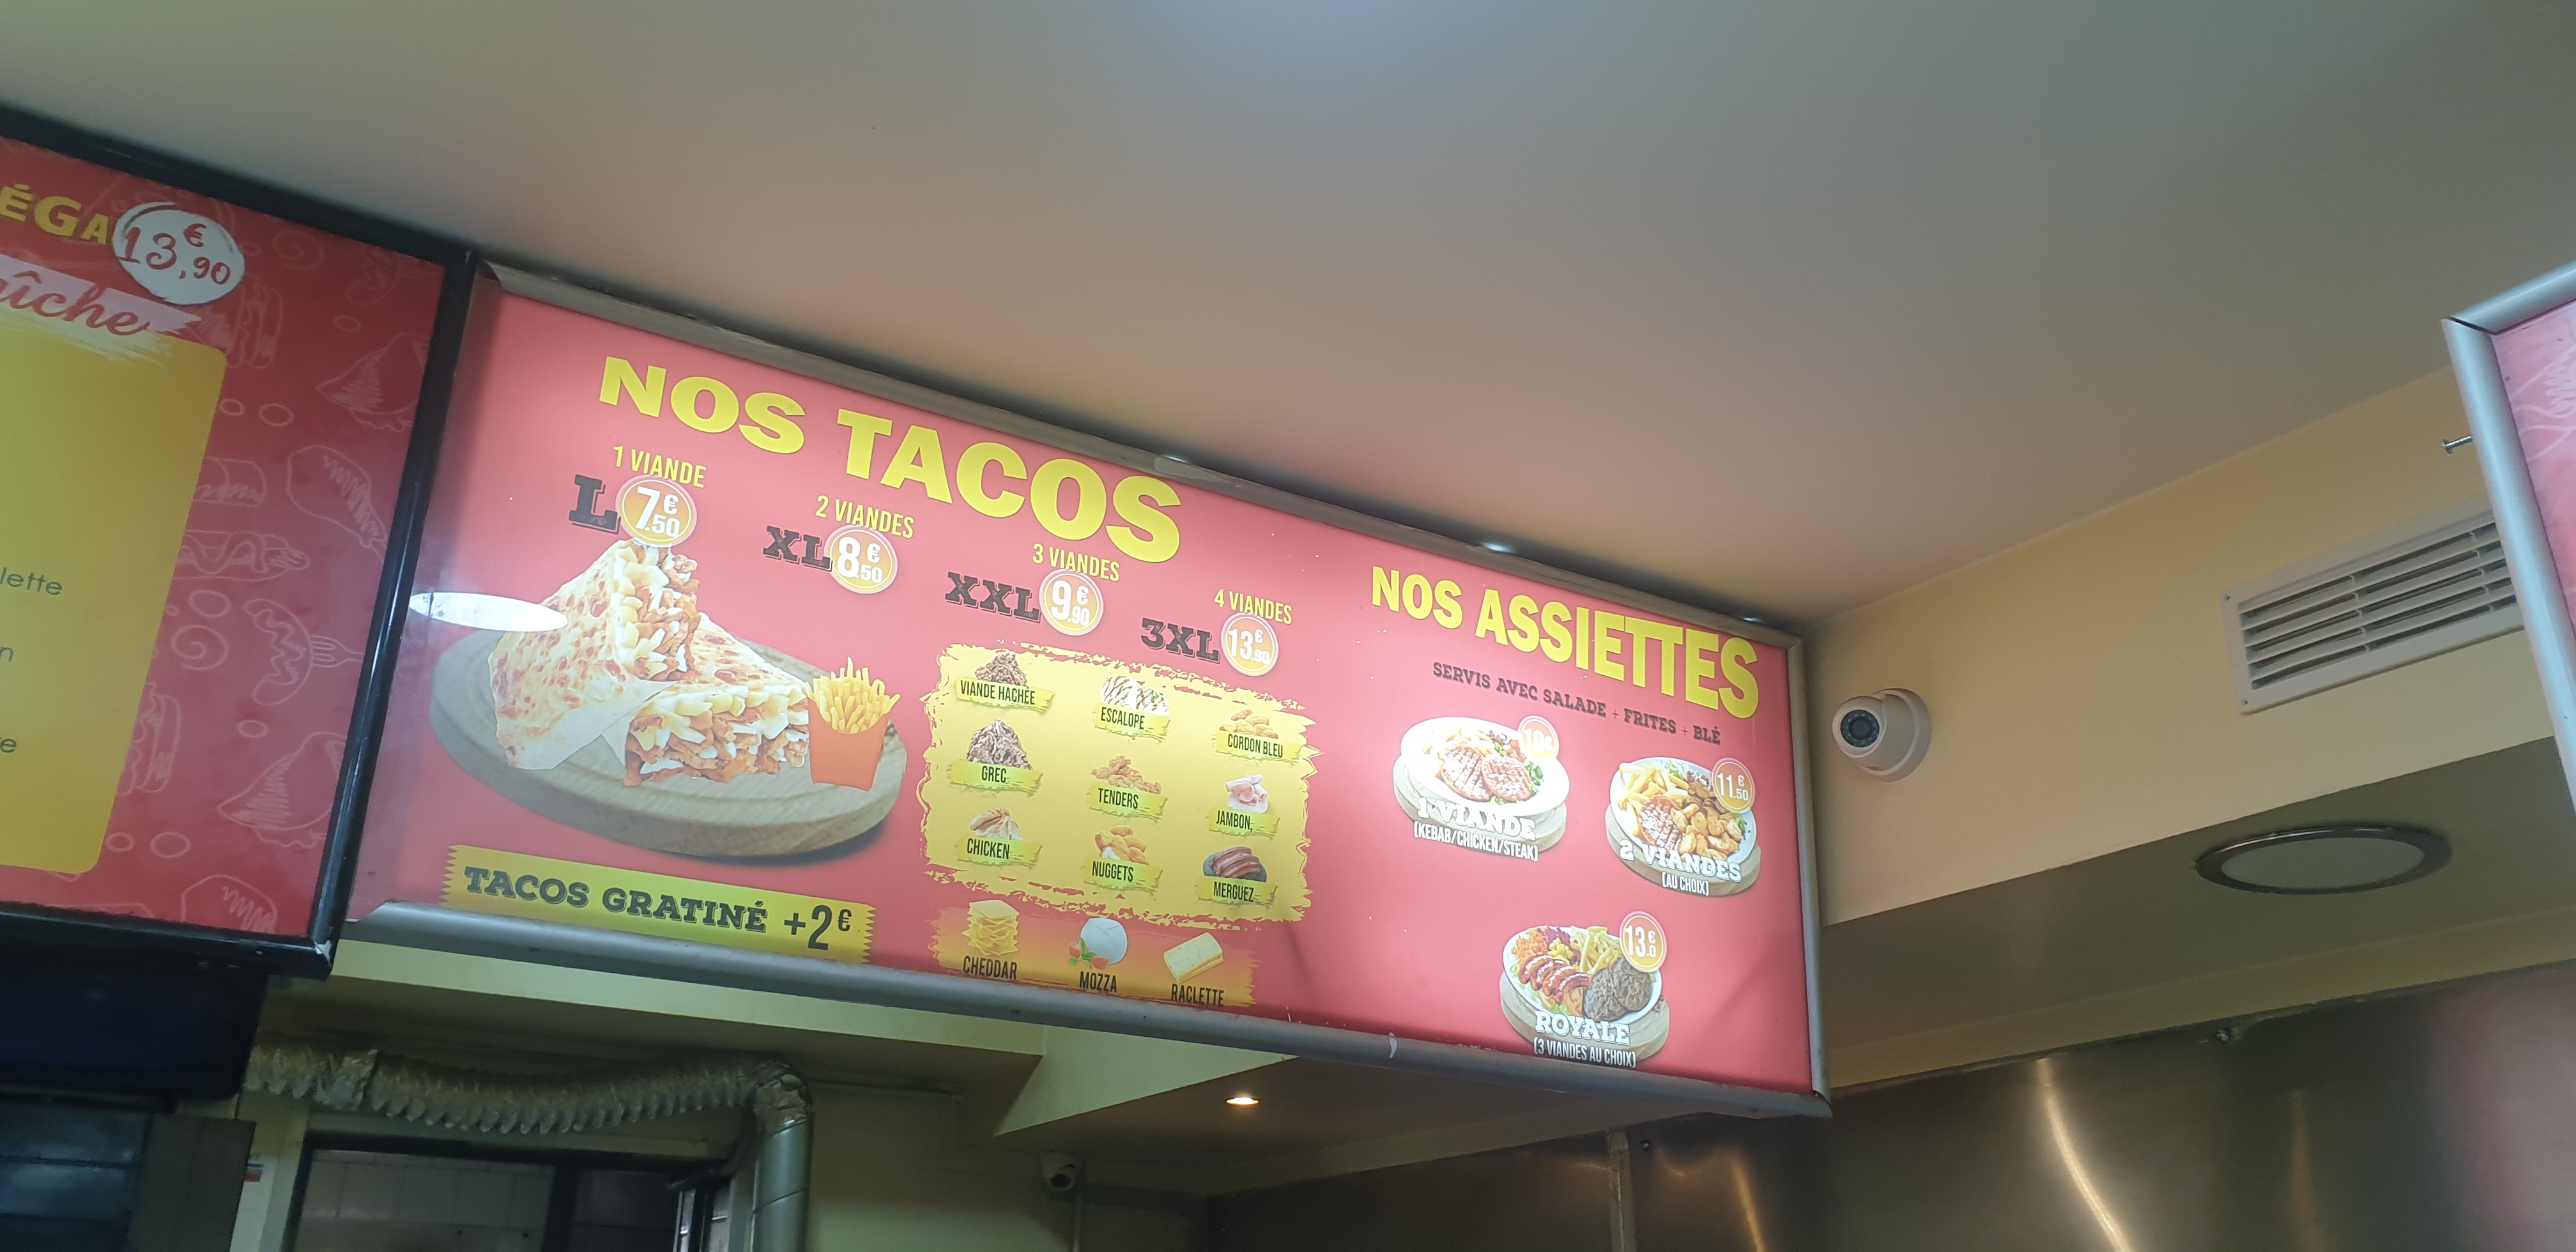 ÉGA
13,90 €
îche
lette
n
e
NOS TACOS
1 VIANDE
L 7€50
2 VIANDES
XL 8€50
3 VIANDES
XXL 9€90
4 VIANDES
3XL 13€90
VIANDE HACHÉE
ESCALOPE
CORDON BLEU
GREC
TENDERS
JAMBON,
CHICKEN
NUGGETS
MERGUEZ
TACOS GRATINÉ +2€
CHEDDAR
MOZZA
RACLETTE
NOS ASSIETTES
SERVIS AVEC SALADE + FRITES + BLÉ
10€
1 VIANDE
(KEBAB/CHICKEN/STEAK)
11€50
2 VIANDES
(AU CHOIX)
13€0
ROYALE
(3 VIANDES AU CHOIX)